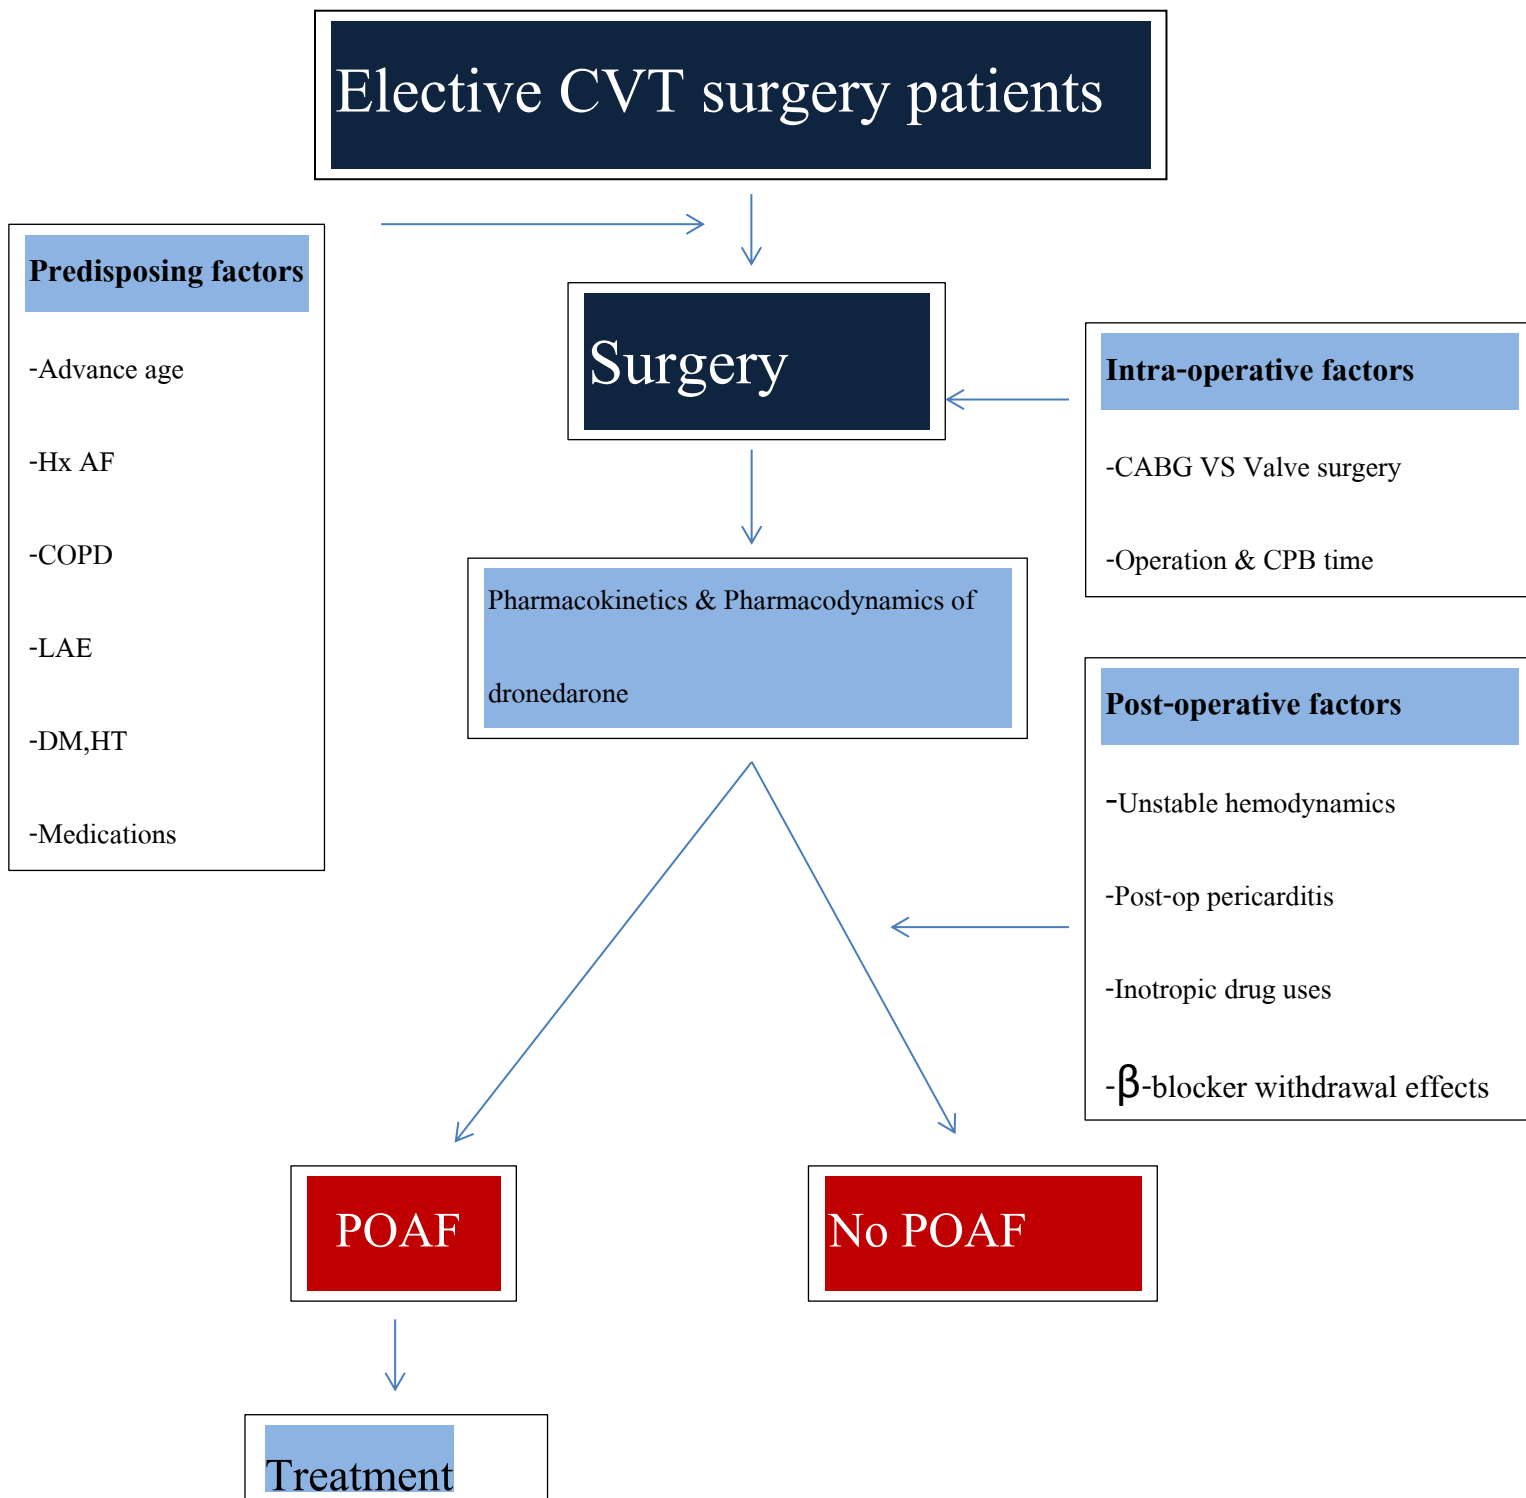 Elective CVT surgery patients
Predisposing factors
-Advance age
-Hx AF
-COPD
-LAE
-DM,HT
-Medications
Surgery
Intra-operative factors
-CABG VS Valve surgery
-Operation & CPB time
Pharmacokinetics & Pharmacodynamics of
dronedarone
Post-operative factors
-Unstable hemodynamics
-Post-op pericarditis
-Inotropic drug uses
-β-blocker withdrawal effects
POAF
No POAF
Treatment